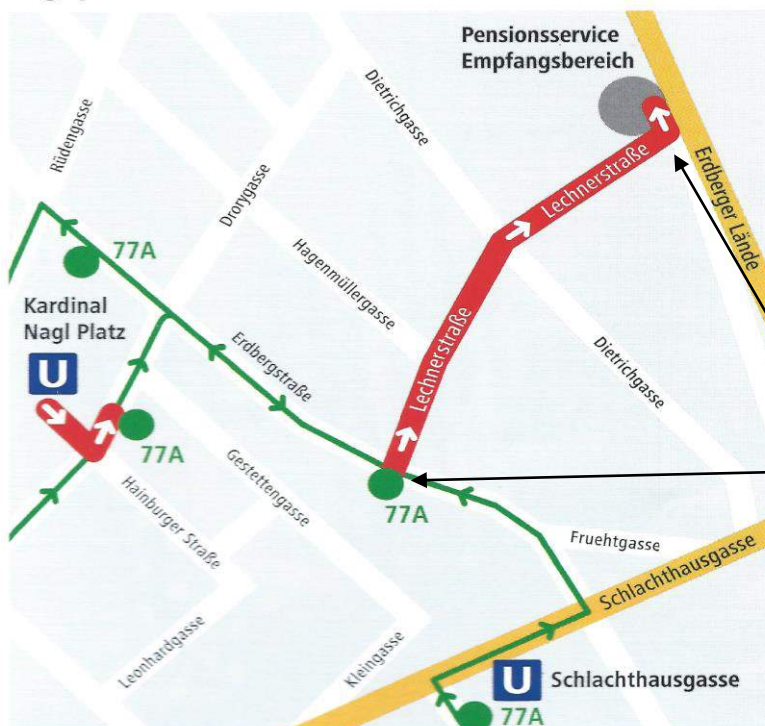 Pensionsservice
Empfangsbereich
Rüdengasse
Dietrichgasse
Drorygasse
Lechnerstraße
Erdberger Lände
77A
Hagenmüllergasse
Kardinal
Nagl Platz
U
Erdbergstraße
Lechnerstraße
Dietrichgasse
77A
Gestettengasse
Hainburger Straße
77A
Fruehtgasse
Schlachthausgasse
Leonhardgasse
Kleingasse
U Schlachthausgasse
77A